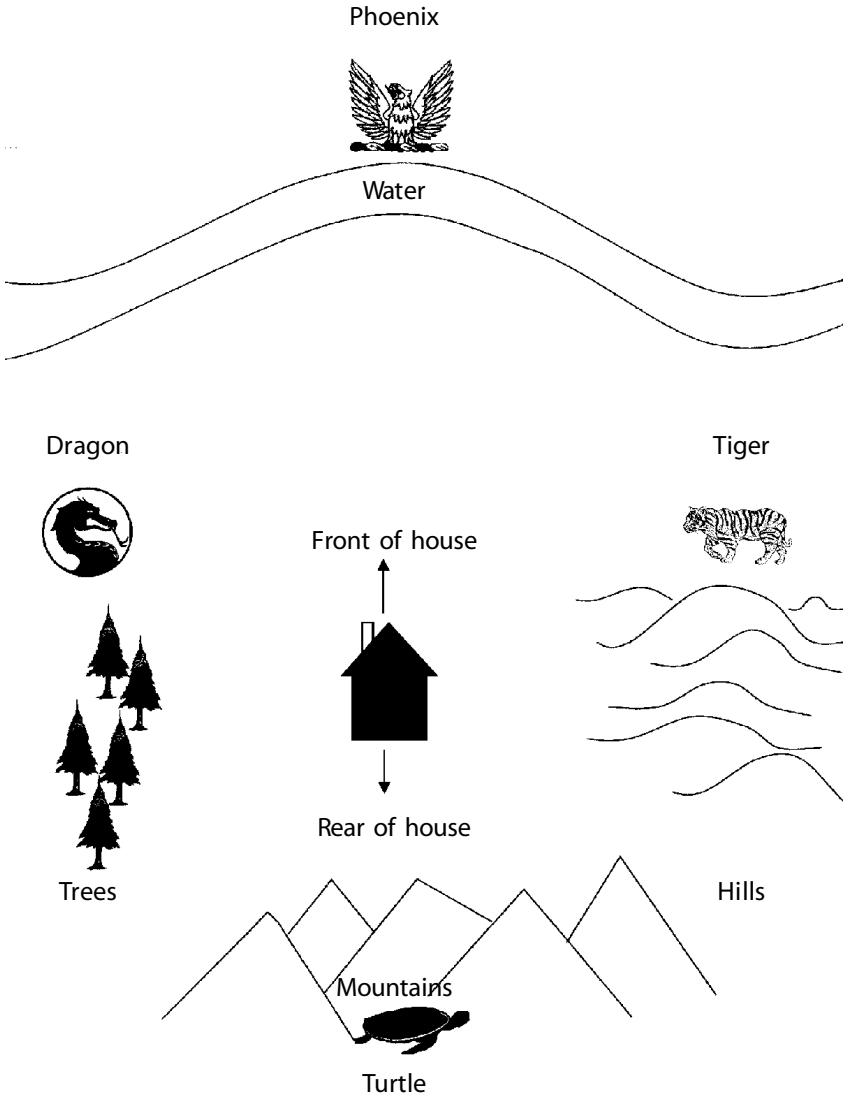 Phoenix
Water
Dragon
Tiger
Front of house
Rear of house
Trees
Hills
Mountains
Turtle